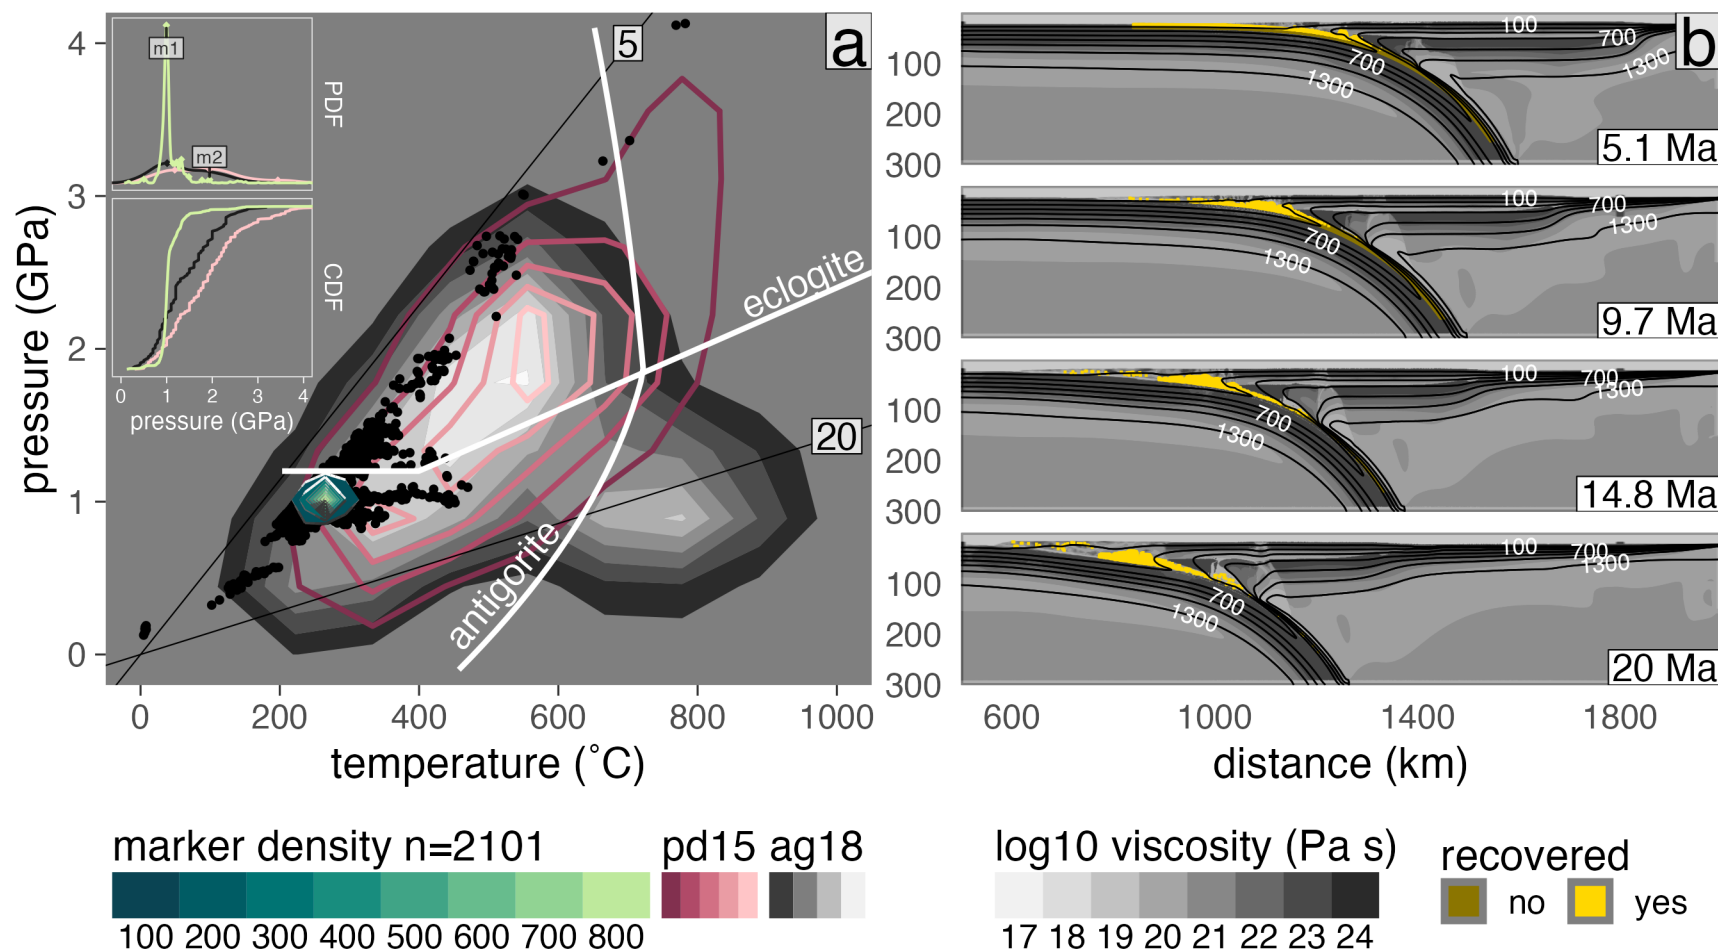 a
5
m1
PDF
m2
CDF
0 1 2 3 4
pressure (GPa)
eclogite
20
antigorite
4
3
2
1
0
pressure (GPa)
0 200 400 600 800 1000
temperature (˚C)
b
100
700
1300
700
1300
100
200
300
5.1 Ma
100
700
1300
700
1300
100
200
300
9.7 Ma
100
700
1300
700
1300
100
200
300
14.8 Ma
100
700
1300
700
1300
100
200
300
20 Ma
600 1000 1400 1800
distance (km)
marker density n=2101
100 200 300 400 500 600 700 800
pd15 ag18
log10 viscosity (Pa s)
17 18 19 20 21 22 23 24
recovered
no yes